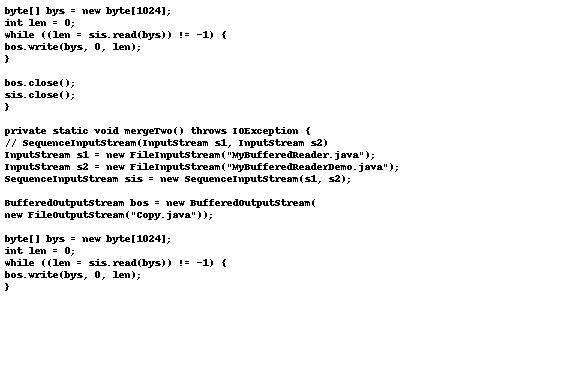 byte[] bys = new byte[1024];
int len = 0;
while ((len = sis.read(bys)) != -1) {
bos.write(bys, 0, len);
}
bos.close();
sis.close();
}
private static void mergeTwo() throws IOException {
// SequenceInputStream(InputStream s1, InputStream s2)
InputStream s1 = new FileInputStream("MyBufferedReader.java");
InputStream s2 = new FileInputStream("MyBufferedReaderDemo.java");
SequenceInputStream sis = new SequenceInputStream(s1, s2);
BufferedOutputStream bos = new BufferedOutputStream(
new FileOutputStream("Copy.java"));
byte[] bys = new byte[1024];
int len = 0;
while ((len = sis.read(bys)) != -1) {
bos.write(bys, 0, len);
}